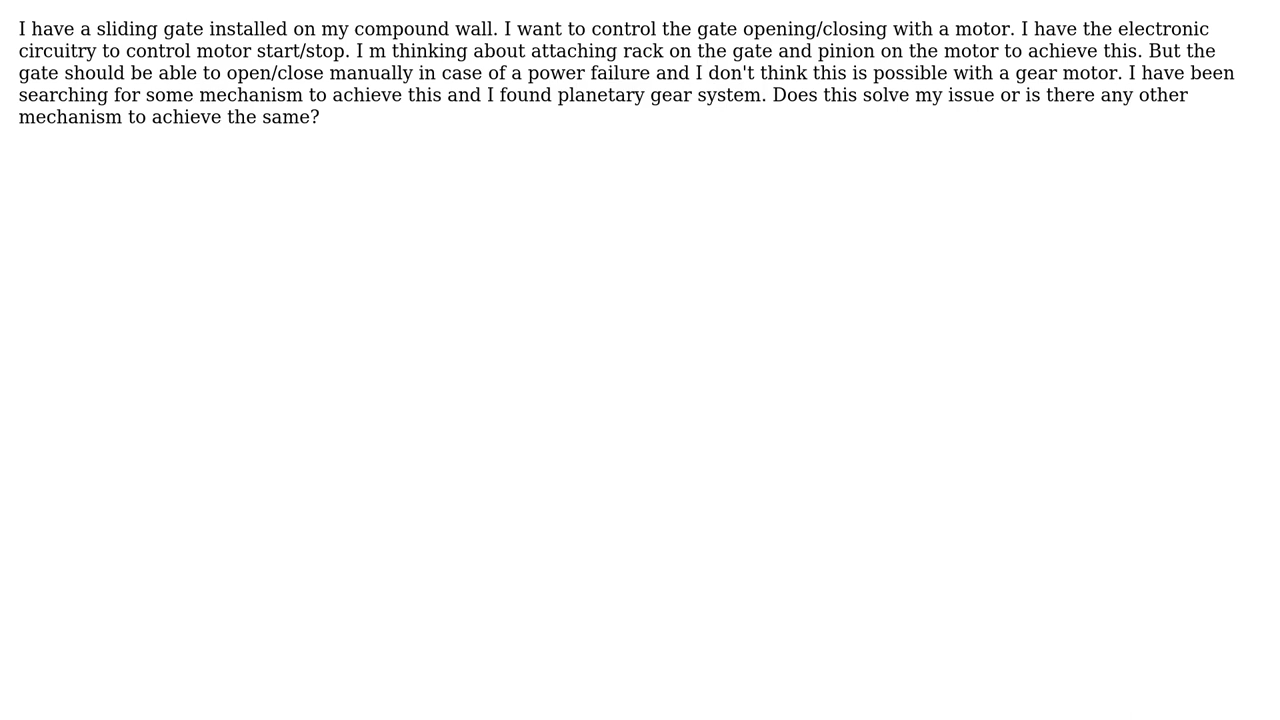 I have a sliding gate installed on my compound wall. I want to control the gate opening/closing with a motor. I have the electronic
circuitry to control motor start/stop. I m thinking about attaching rack on the gate and pinion on the motor to achieve this. But the
gate should be able to open/close manually in case of a power failure and I don't think this is possible with a gear motor. I have been
searching for some mechanism to achieve this and I found planetary gear system. Does this solve my issue or is there any other
mechanism to achieve the same?